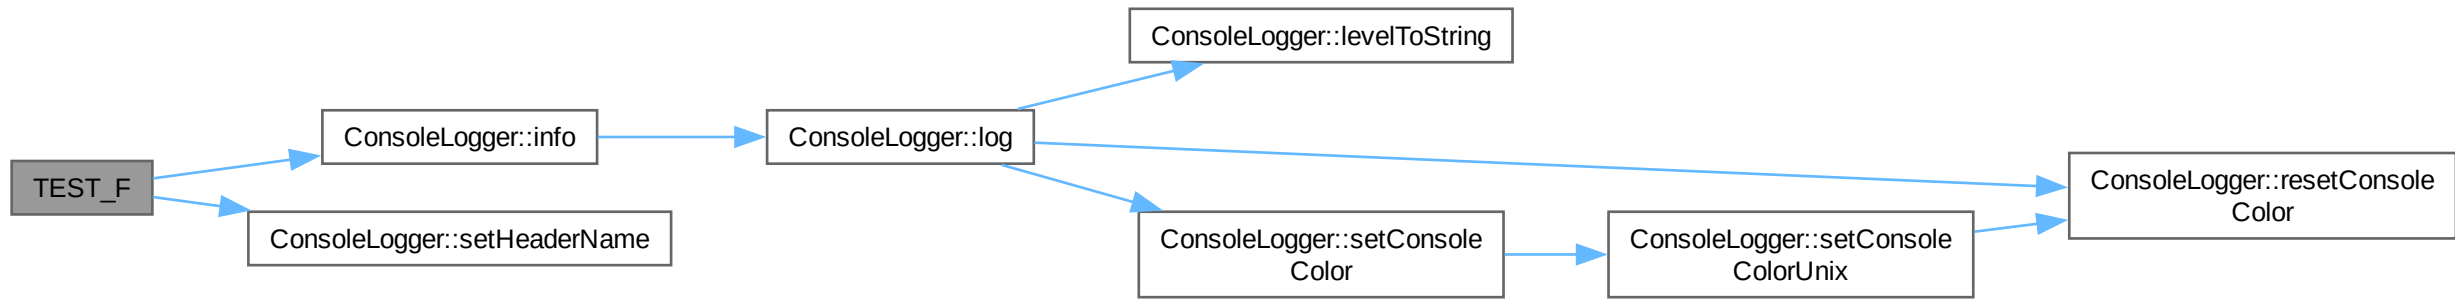 TEST_F
ConsoleLogger::info
ConsoleLogger::setHeaderName
ConsoleLogger::log
ConsoleLogger::levelToString
ConsoleLogger::setConsole
Color
ConsoleLogger::setConsole
ColorUnix
ConsoleLogger::resetConsole
Color